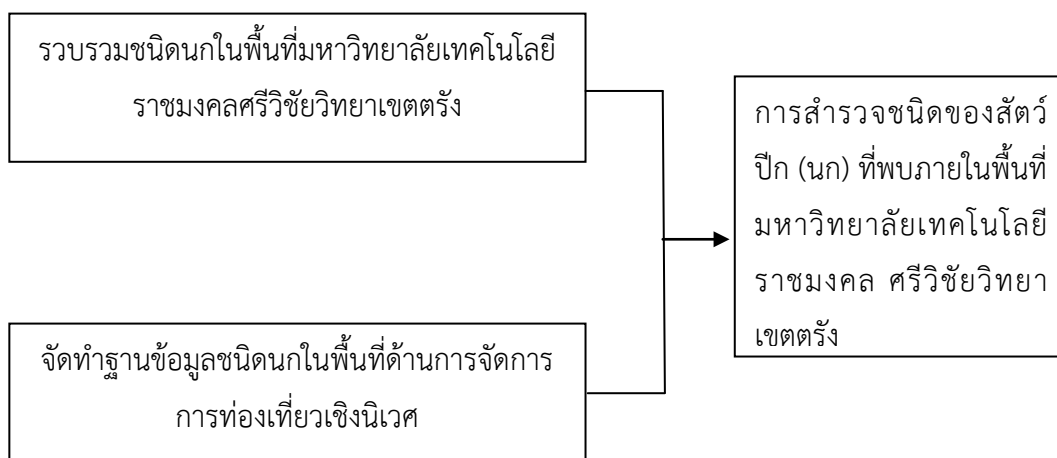 รวบรวมชนิดนกในพื้นที่มหาวิทยาลัยเทคโนโลยี
ราชมงคลศรีวิชัยวิทยาเขตตรัง
จัดทำฐานข้อมูลชนิดนกในพื้นที่ด้านการจัดการ
การท่องเที่ยวเชิงนิเวศ
การสำรวจชนิดของสัตว์
ปีก (นก) ที่พบภายในพื้นที่
มหาวิทยาลัยเทคโนโลยี
ราชมงคล ศรีวิชัยวิทยา
เขตตรัง